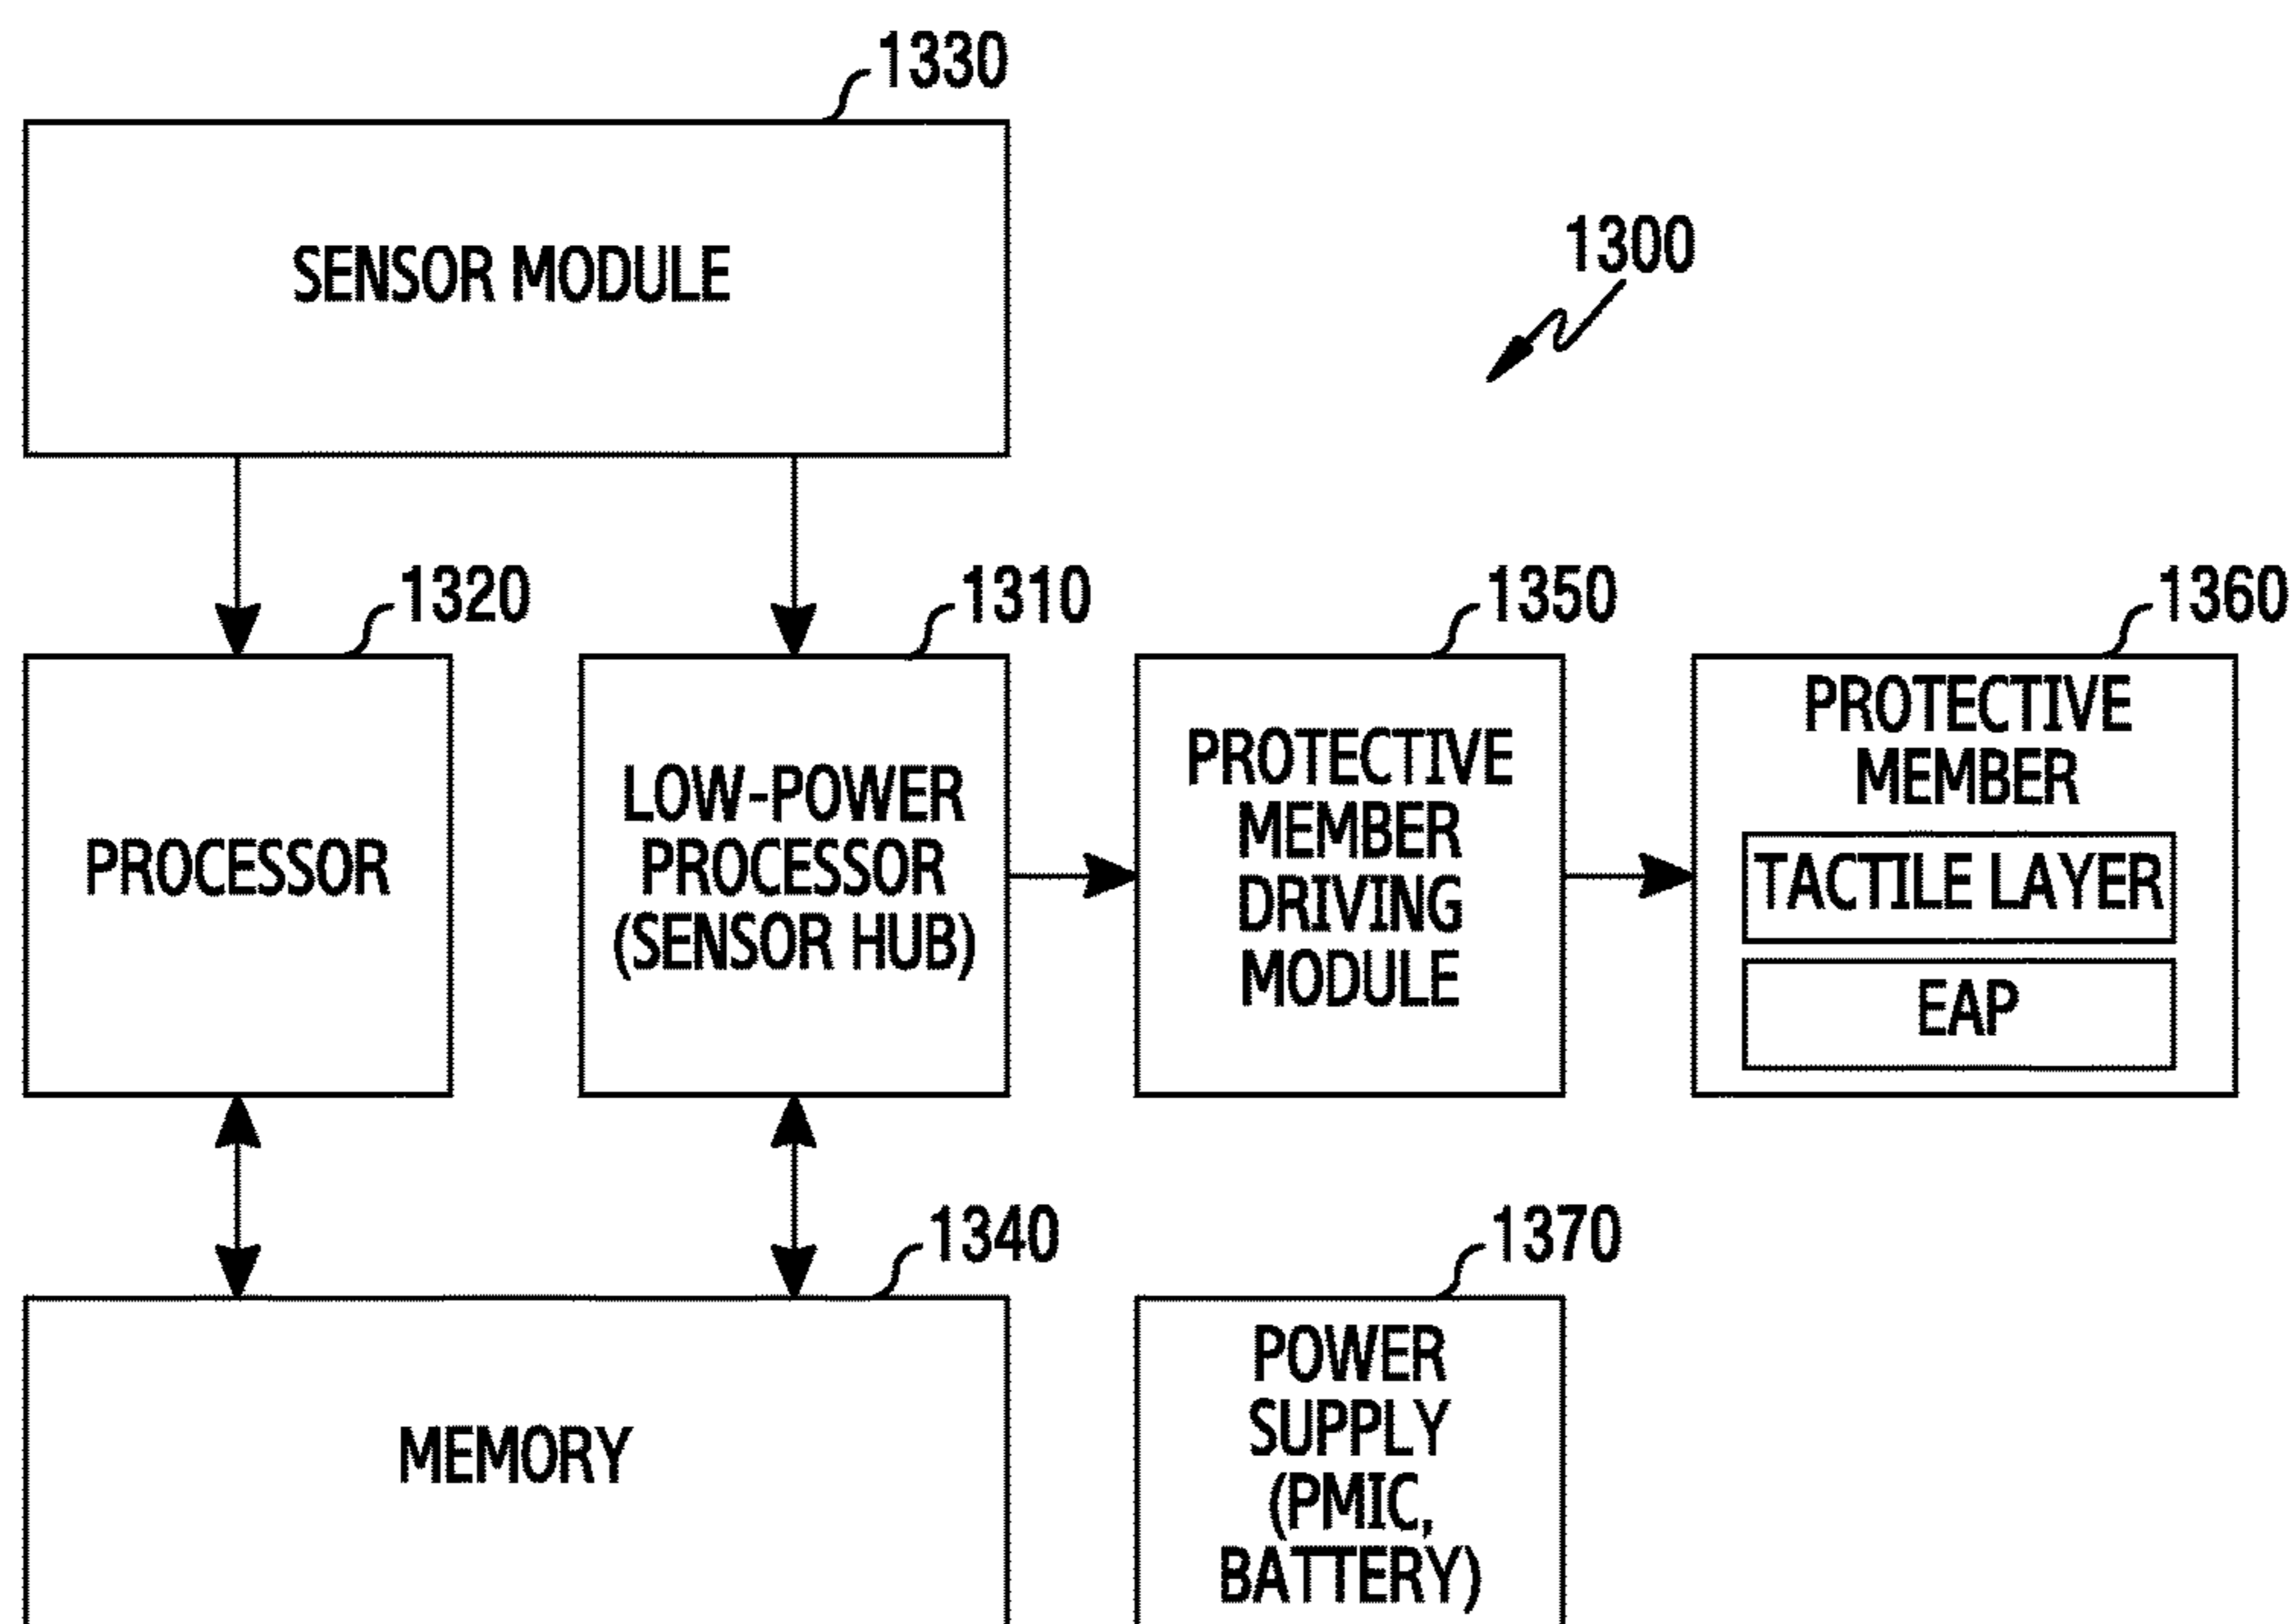 1330
SENSOR MODULE
1300
1320
1310
1350
1360
PROCESSOR
LOW-POWER
PROCESSOR
(SENSOR HUB)
PROTECTIVE
MEMBER
DRIVING
MODULE
PROTECTIVE
MEMBER
TACTILE LAYER
EAP
1340
1370
MEMORY
POWER
SUPPLY
(PMIC,
BATTERY)